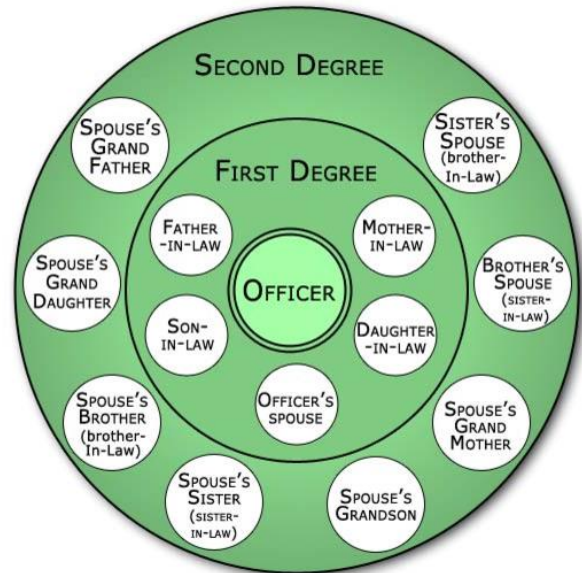 SECOND DEGREE
SPOUSE'S
GRAND
FATHER
SISTER'S
SPOUSE
(brother-
In-Law)
FIRST DEGREE
FATHER
-IN-LAW
MOTHER-
IN-LAW
SPOUSE'S
GRAND
DAUGHTER
OFFICER
BROTHER'S
SPOUSE
(SISTER-
IN-LAW)
SON-
IN-LAW
DAUGHTER
-IN-LAW
OFFICER'S
SPOUSE
SPOUSE'S
BROTHER
(brother-
In-Law)
SPOUSE'S
GRAND
MOTHER
SPOUSE'S
SISTER
(SISTER-
IN-LAW)
SPOUSE'S
GRANDSON